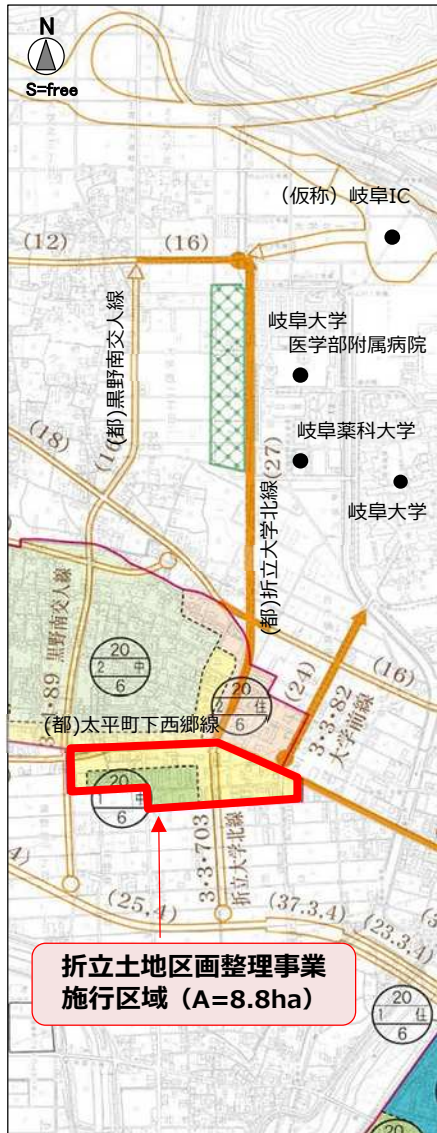 N
S=free
(仮称)岐阜IC
(12)
(16)
(都)黒野南交人線
岐阜大学
医学部附属病院
(18)
岐阜薬科大学
(27)
岐阜大学
(都)折立大学北線
3・3・89 黒野南交人線
20
2 中
6
20
2 住
6
(24)
(16)
3・3・82
大学前線
(都)太平町下西郷線
20
1 中
6
3・3・703
折立大学北線
(25,4)
(37.3,4)
(23.3,4)
折立土地区画整理事業
施行区域(A=8.8ha)
20
1 住
6
20